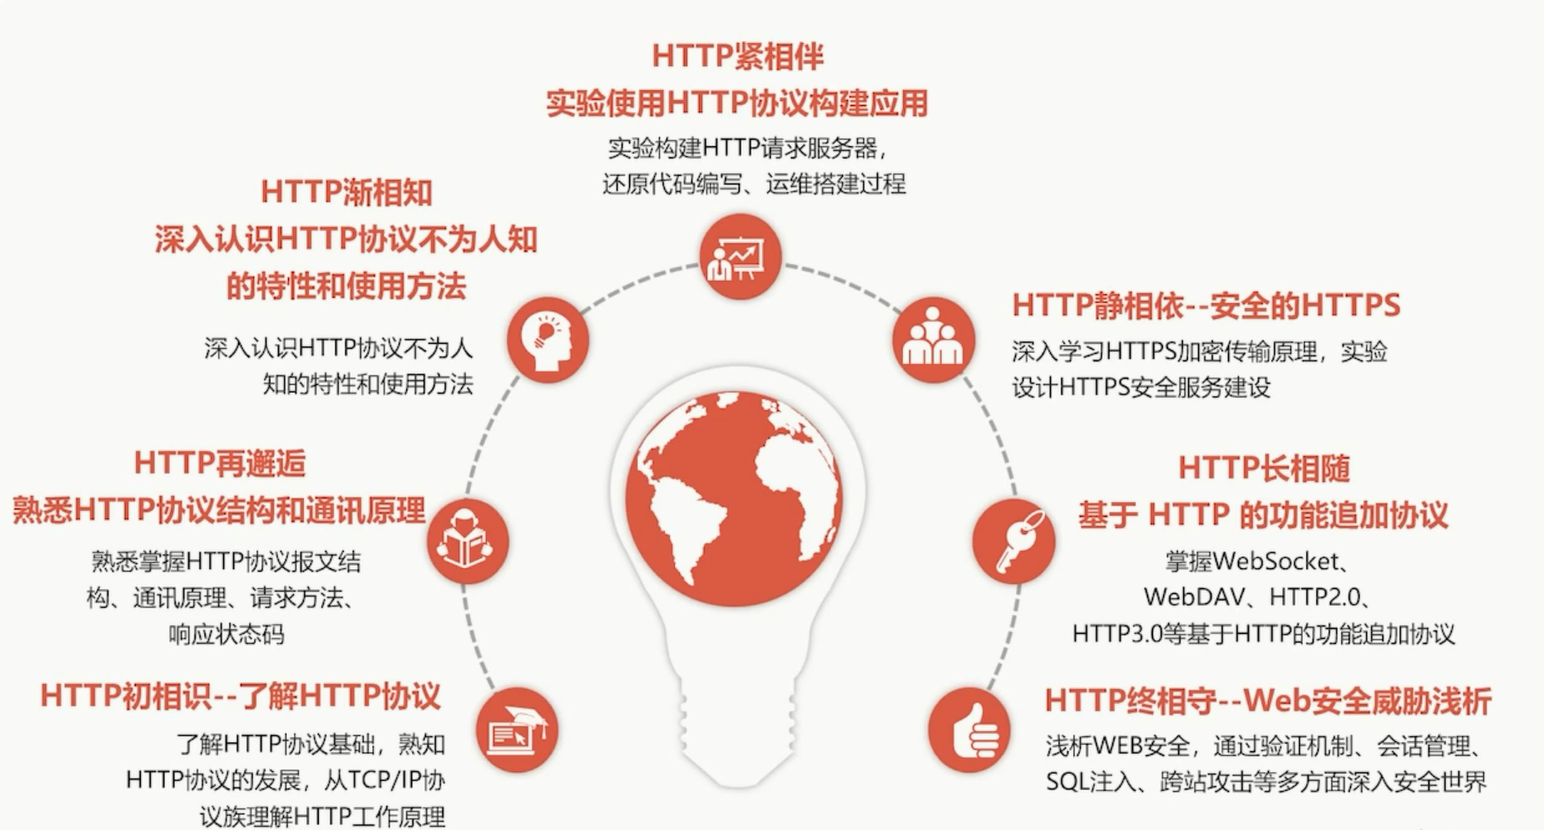 HTTP紧相伴
实验使用HTTP协议构建应用
实验构建HTTP请求服务器，
还原代码编写、运维搭建过程
HTTP渐相知
深入认识HTTP协议不为人知
的特性和使用方法
深入认识HTTP协议不为人
知的特性和使用方法
HTTP静相依--安全的HTTPS
深入学习HTTPS加密传输原理，实验
设计HTTPS安全服务建设
HTTP再邂逅
熟悉HTTP协议结构和通讯原理
熟悉掌握HTTP协议报文结
构、通讯原理、请求方法、
响应状态码
HTTP长相随
基于 HTTP 的功能追加协议
掌握WebSocket、
WebDAV、HTTP2.0、
HTTP3.0等基于HTTP的功能追加协议
HTTP初相识--了解HTTP协议
了解HTTP协议基础，熟知
HTTP协议的发展，从TCP/IP协
议族理解HTTP工作原理
HTTP终相守--Web安全威胁浅析
浅析WEB安全，通过验证机制、会话管理、
SQL注入、跨站攻击等多方面深入安全世界